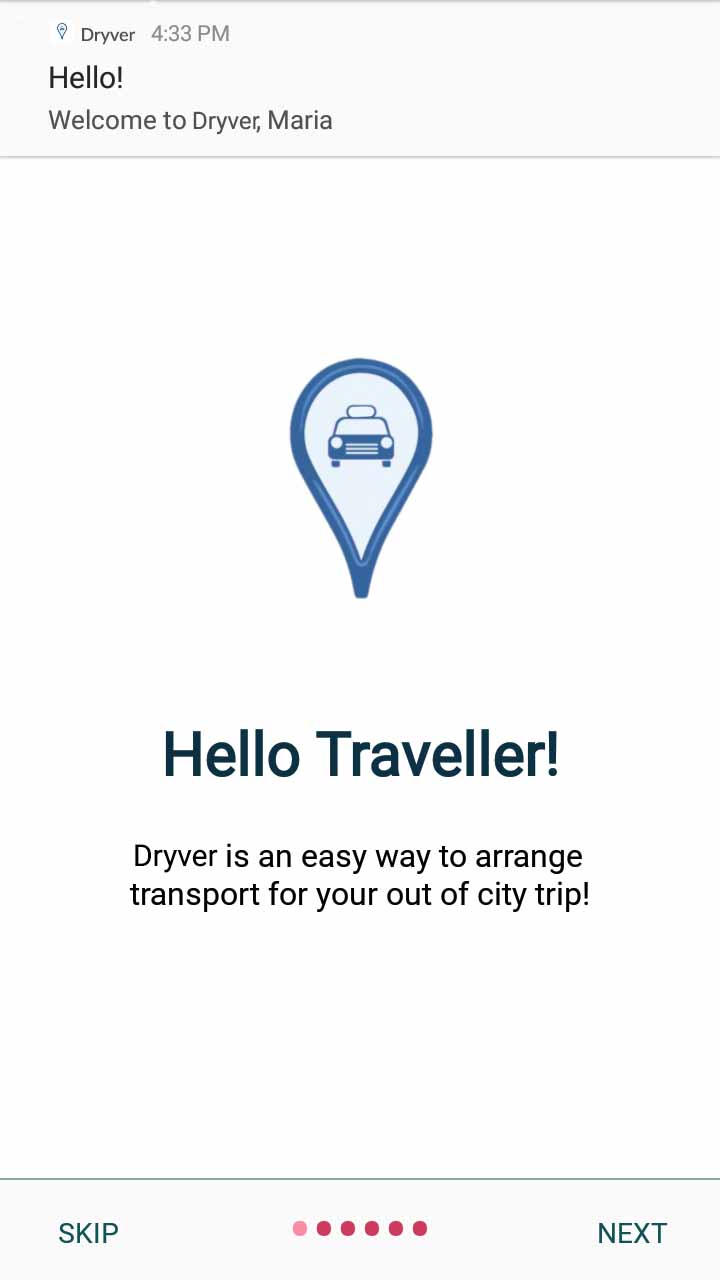 Dryver 4:33 PM
Hello!
Welcome to Dryver, Maria
Hello Traveller!
Dryver is an easy way to arrange
transport for your out of city trip!
SKIP NEXT